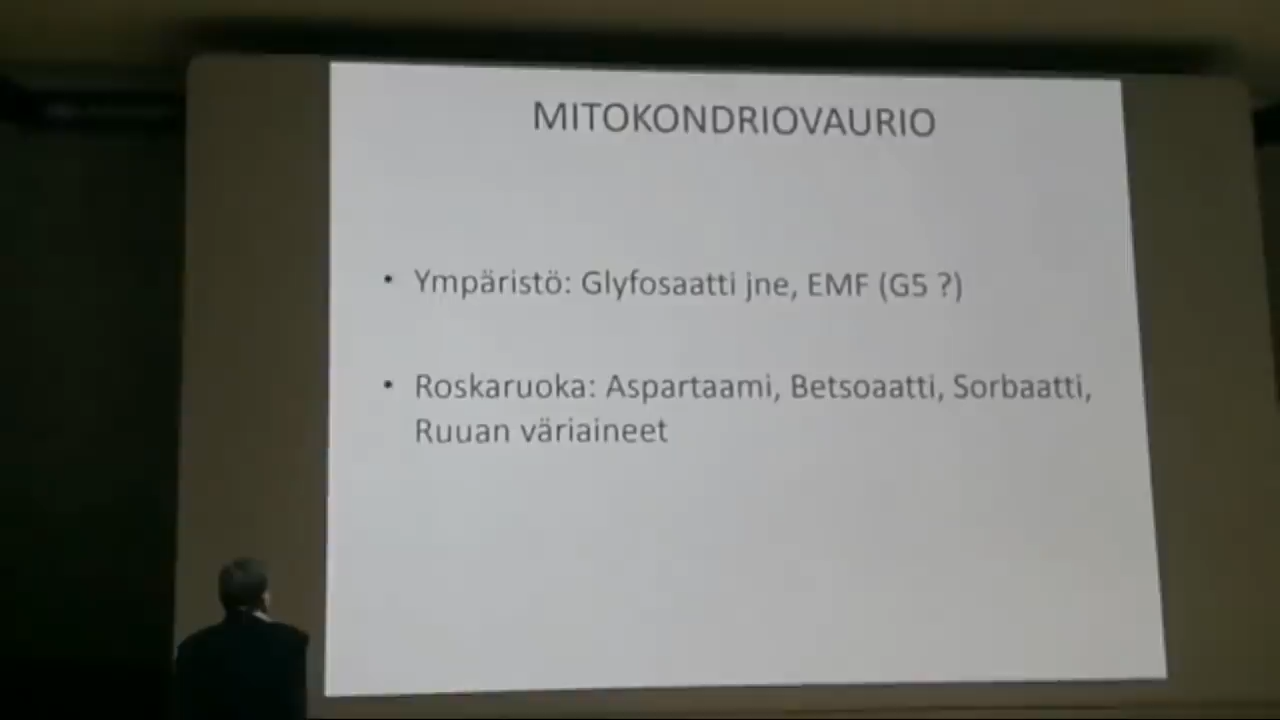 MITOKONDRIOVAURIO
• Ympäristö: Glyfosaatti jne, EMF (G5 ?)
• Roskaruoka: Aspartaami, Betsoaatti, Sorbaatti,
Ruuan väriaineet